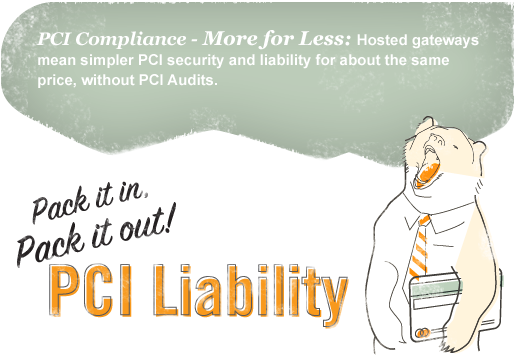 PCI Compliance - More for Less: Hosted gateways
mean simpler PCI security and liability for about the same
price, without PCI Audits.
Pack it in,
Pack it out!
PCI Liability